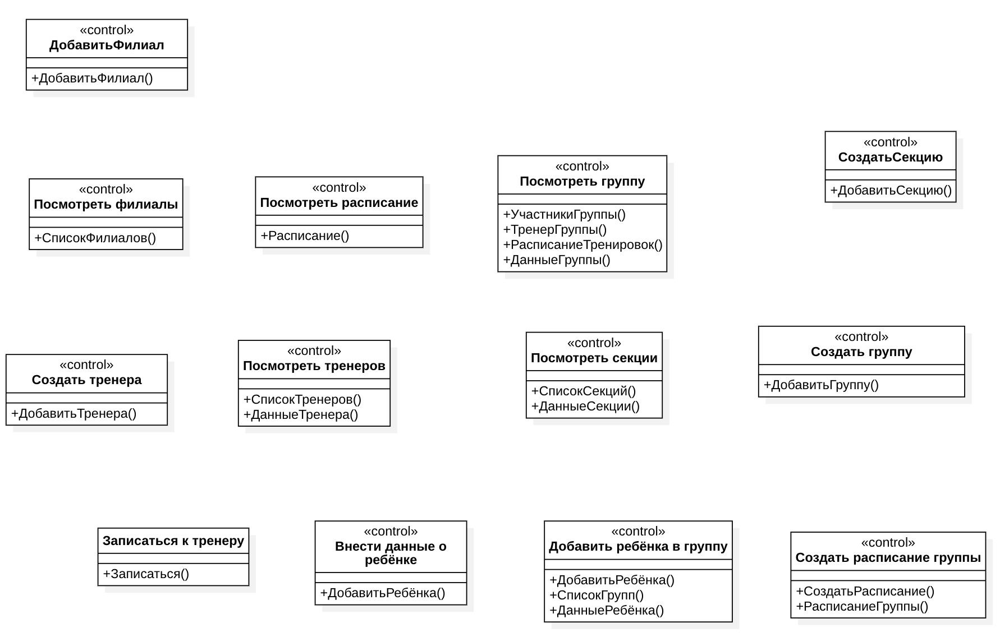 «control»
ДобавитьФилиал
+ДобавитьФилиал()
«control»
СоздатьСекцию
+ДобавитьСекцию()
«control»
Посмотреть филиалы
+СписокФилиалов()
«control»
Посмотреть расписание
+Расписание()
«control»
Посмотреть группу
+УчастникиГруппы()
+ТренерГруппы()
+РасписаниеТренировок()
+ДанныеГруппы()
«control»
Создать тренера
+ДобавитьТренера()
«control»
Посмотреть тренеров
+СписокТренеров()
+ДанныеТренера()
«control»
Посмотреть секции
+СписокСекций()
+ДанныеСекции()
«control»
Создать группу
+ДобавитьГруппу()
Записаться к тренеру
+Записаться()
«control»
Внести данные о
ребёнке
+ДобавитьРебёнка()
«control»
Добавить ребёнка в группу
+ДобавитьРебёнка()
+СписокГрупп()
+ДанныеРебёнка()
«control»
Создать расписание группы
+СоздатьРасписание()
+РасписаниеГруппы()